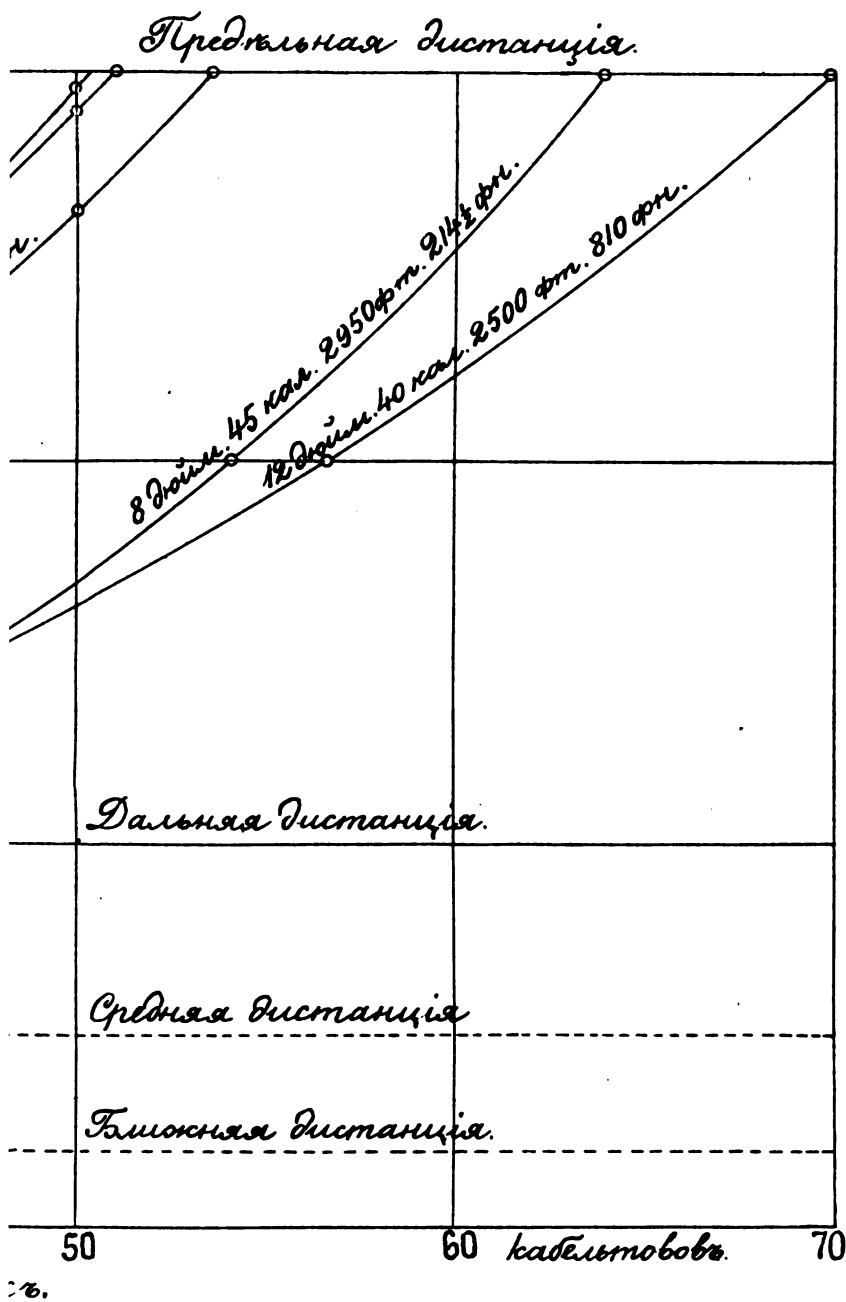 Предѣльная дистанція.
н.
8 дюйм. 45 кал. 2950 фт. 214½ фн.
12 дюйм. 40 кал. 2500 фт. 810 фн.
Дальняя дистанція.
Средняя дистанція
Ближняя дистанція.
50 60 кабельтововъ. 70
ъ.